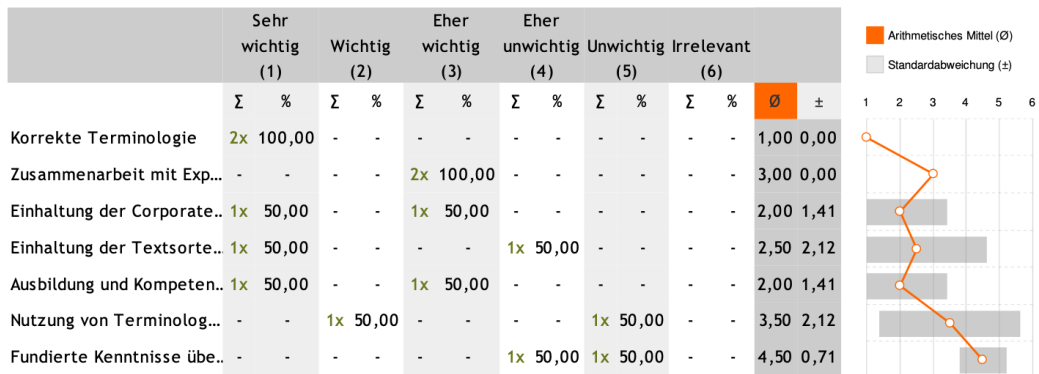 Sehr wichtig (1) Wichtig (2) Eher wichtig (3) Eher unwichtig (4) Unwichtig (5) Irrelevant (6)
Σ % Σ % Σ % Σ % Σ % Σ % Ø ±
Korrekte Terminologie 2x 100,00 - - - - - - - - - - 1,00 0,00
Zusammenarbeit mit Exp... - - - - 2x 100,00 - - - - - - 3,00 0,00
Einhaltung der Corporate.. 1x 50,00 - - 1x 50,00 - - - - - - 2,00 1,41
Einhaltung der Textsorte.. 1x 50,00 - - - - 1x 50,00 - - - - 2,50 2,12
Ausbildung und Kompeten.. 1x 50,00 - - 1x 50,00 - - - - - - 2,00 1,41
Nutzung von Terminolog... - - 1x 50,00 - - - - 1x 50,00 - - 3,50 2,12
Fundierte Kenntnisse übe.. - - - - - - 1x 50,00 1x 50,00 - - 4,50 0,71
Arithmetisches Mittel (Ø)
Standardabweichung (±)
1 2 3 4 5 6